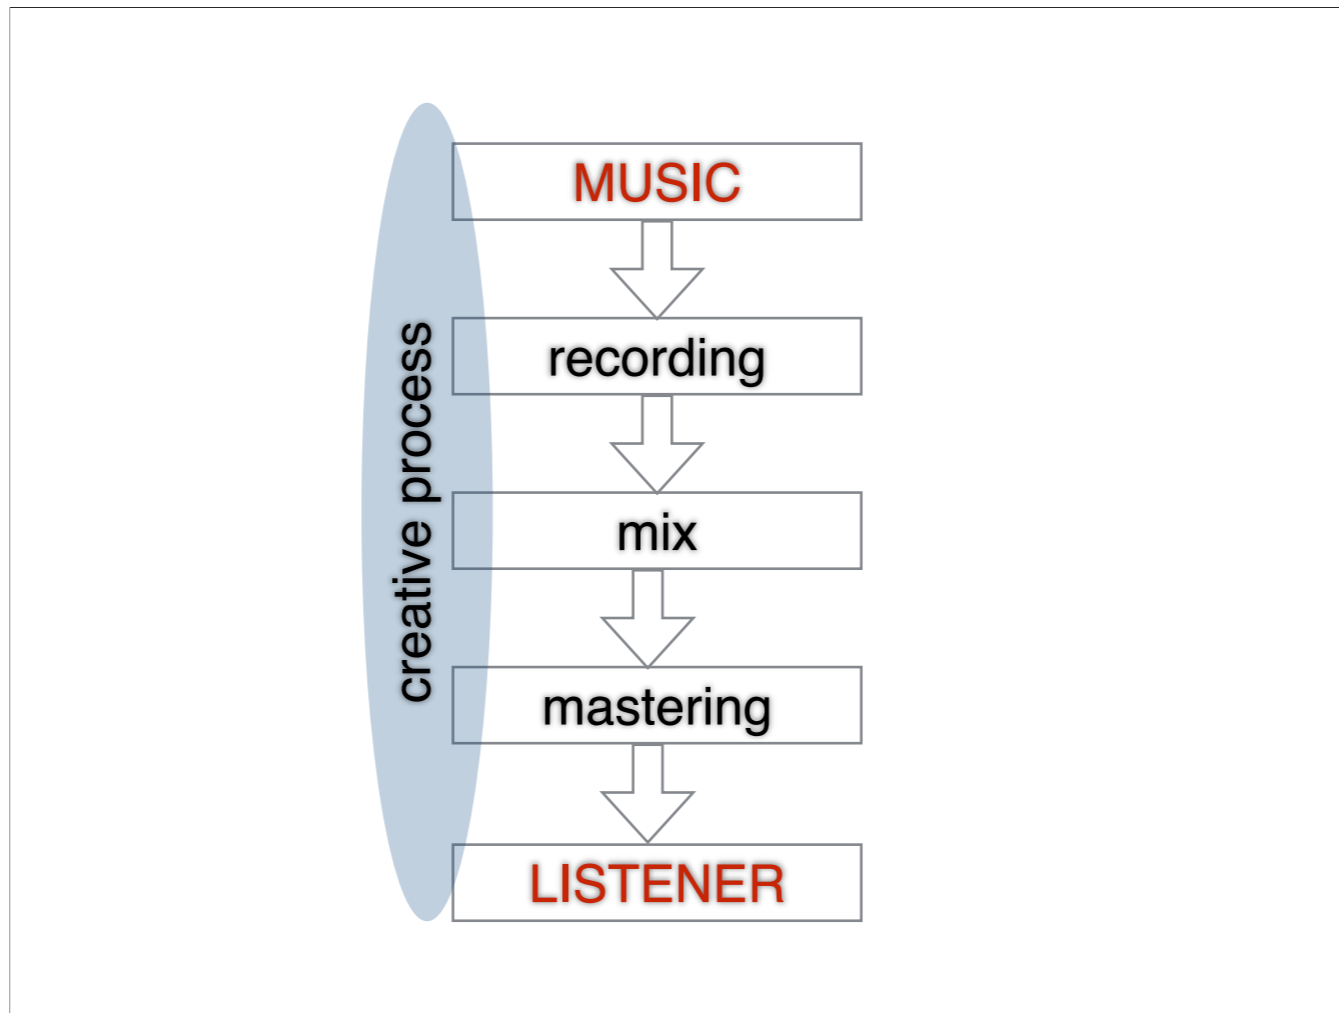 MUSIC
recording
mix
mastering
LISTENER
creative process